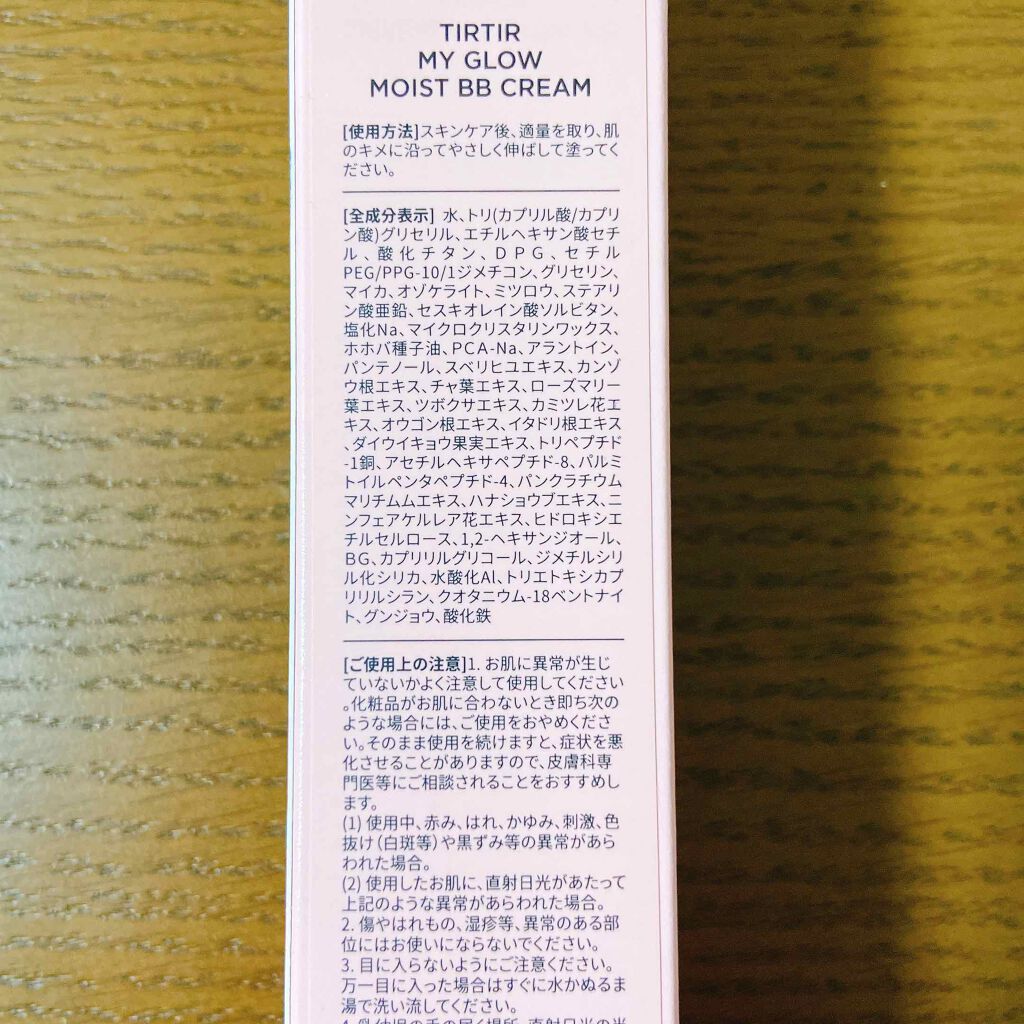 TIRTIR
MY GLOW
MOIST BB CREAM
[使用方法]スキンケア後、適量を取り、肌
のキメに沿ってやさしく伸ばして塗ってく
ださい。
[全成分表示] 水、トリ(カプリル酸/カプリ
ン酸)グリセリル、エチルヘキサン酸セチ
ル、酸化チタン、DPG、セチル
PEG/PPG-10/1ジメチコン、グリセリン、
マイカ、オゾケライト、ミツロウ、ステアリ
ン酸亜鉛、セスキオレイン酸ソルビタン、
塩化Na、マイクロクリスタリンワックス、
ホホバ種子油、PCA-Na、アラントイン、
パンテノール、スベリヒユエキス、カンゾ
ウ根エキス、チャ葉エキス、ローズマリー
葉エキス、ツボクサエキス、カミツレ花エ
キス、オウゴン根エキス、イタドリ根エキス
、ダイウイキョウ果実エキス、トリペプチド
-1銅、アセチルヘキサペプチド-8、パルミ
トイルペンタペプチド-4、パンクラチウム
マリチムムエキス、ハナショウブエキス、ニ
ンフェアケルレア花エキス、ヒドロキシエ
チルセルロース、1,2-ヘキサンジオール、
BG、カプリリルグリコール、ジメチルシリ
ル化シリカ、水酸化Al、トリエトキシカプ
リリルシラン、クオタニウム-18ベントナイ
ト、グンジョウ、酸化鉄
[ご使用上の注意]1. お肌に異常が生じ
ていないかよく注意して使用してください
。化粧品がお肌に合わないとき即ち次の
ような場合には、ご使用をおやめくださ
い。そのまま使用を続けますと、症状を悪
化させることがありますので、皮膚科専
門医等にご相談されることをおすすめし
ます。
(1) 使用中、赤み、はれ、かゆみ、刺激、色
抜け(白斑等)や黒ずみ等の異常があら
われた場合。
(2) 使用したお肌に、直射日光があたって
上記のような異常があらわれた場合。
2. 傷やはれもの、湿疹等、異常のある部
位にはお使いにならないでください。
3. 目に入らないようにご注意ください。
万一目に入った場合はすぐに水かぬるま
湯で洗い流してください。
4. 乳幼児の手の届く場所、直射日光の当